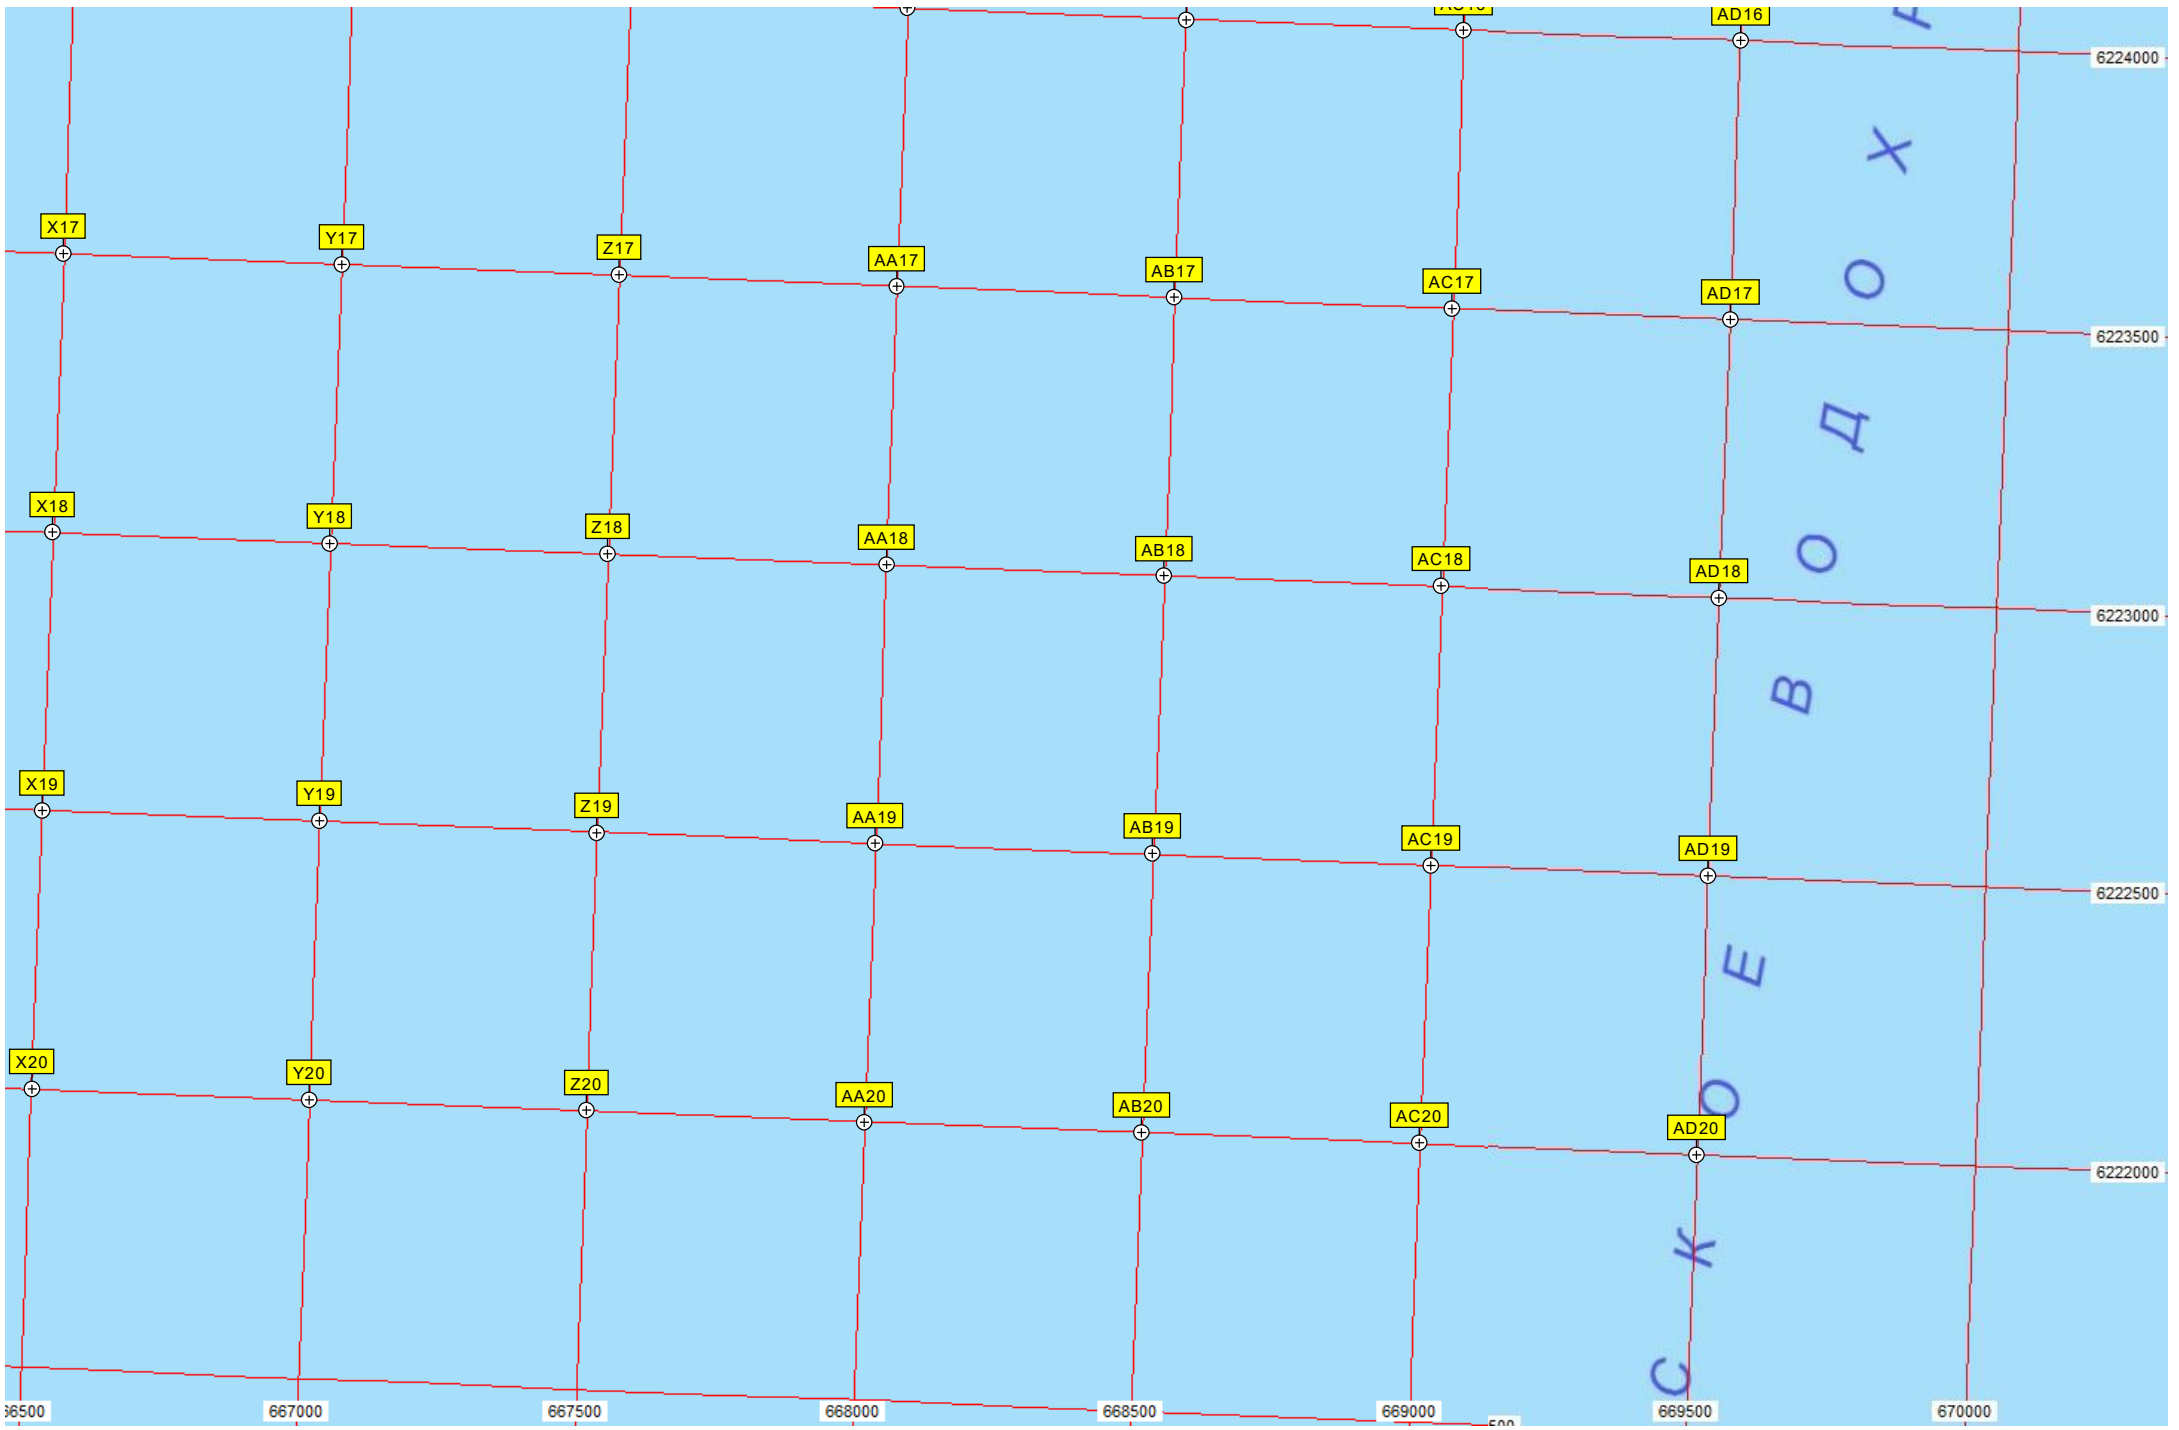 AD16
6224000
Х
X17
Y17
Z17
AA17
AB17
AC17
AD17
О
6223500
Д
X18
Y18
Z18
AA18
AB18
AC18
AD18
О
6223000
В
X19
Y19
Z19
AA19
AB19
AC19
AD19
6222500
Е
X20
Y20
Z20
AA20
AB20
AC20
AD20
О
6222000
К
С
66500
667000
667500
668000
668500
669000
669500
670000